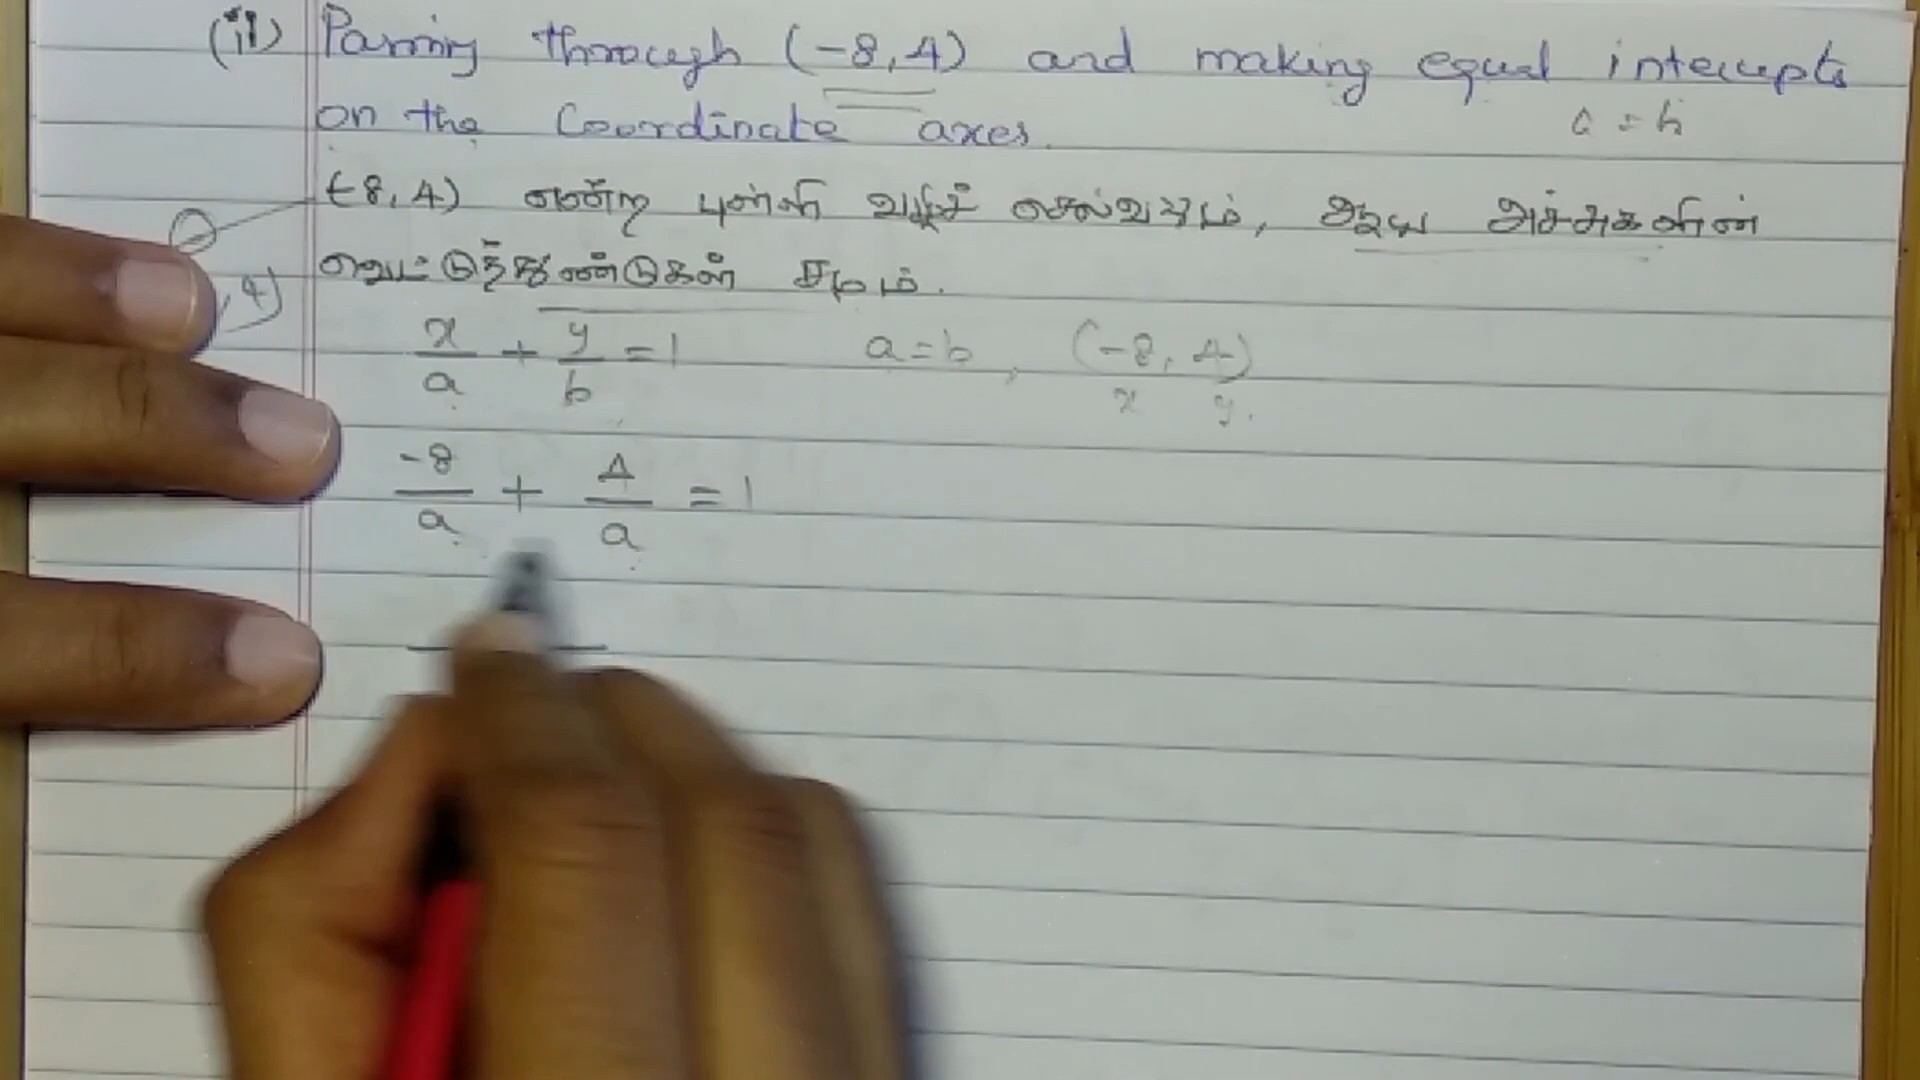 (ii) Passing through (-8, 4) and making equal intercepts
on the Coordinate axes.
a = b
(-8, 4) என்ற புள்ளி வழிச் செல்வதும், ஆய அச்சுகளின்
வெட்டுத்துண்டுகள் சமம்.
, 4)
x/a + y/b = 1 a = b , (-8, 4)
x y.
-8/a + 4/a = 1